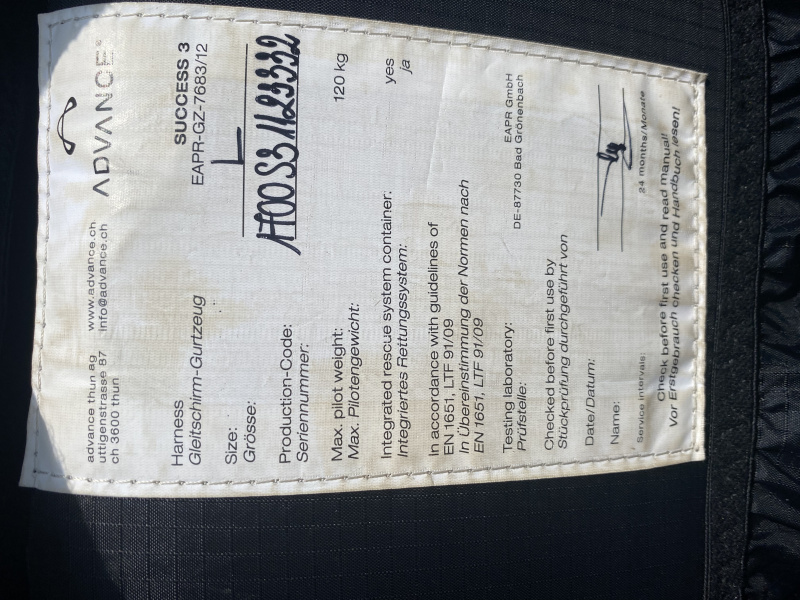 ADVANCE
advance thun ag www.advance.ch
uttigenstrasse 87 info@advance.ch
ch 3600 thun
Harness SUCCESS 3
Gleitschirm-Gurtzeug EAPR-GZ-7683/12
Size: L
Grösse:
Production-Code: 1700S31123332
Seriennummer:
Max. pilot weight: 120 kg
Max. Pilotengewicht:
Integrated rescue system container: yes
Integriertes Rettungssystem: ja
In accordance with guidelines of
EN 1651, LTF 91/09
In Übereinstimmung der Normen nach
EN 1651, LTF 91/09
Testing laboratory: EAPR GmbH
Prüfstelle: DE-87730 Bad Grönenbach
Checked before first use by
Stückprüfung durchgeführt von
Date/Datum:
Name:
Service intervals: 24 months/Monate
Check before first use and read manual!
Vor Erstgebrauch checken und Handbuch lesen!